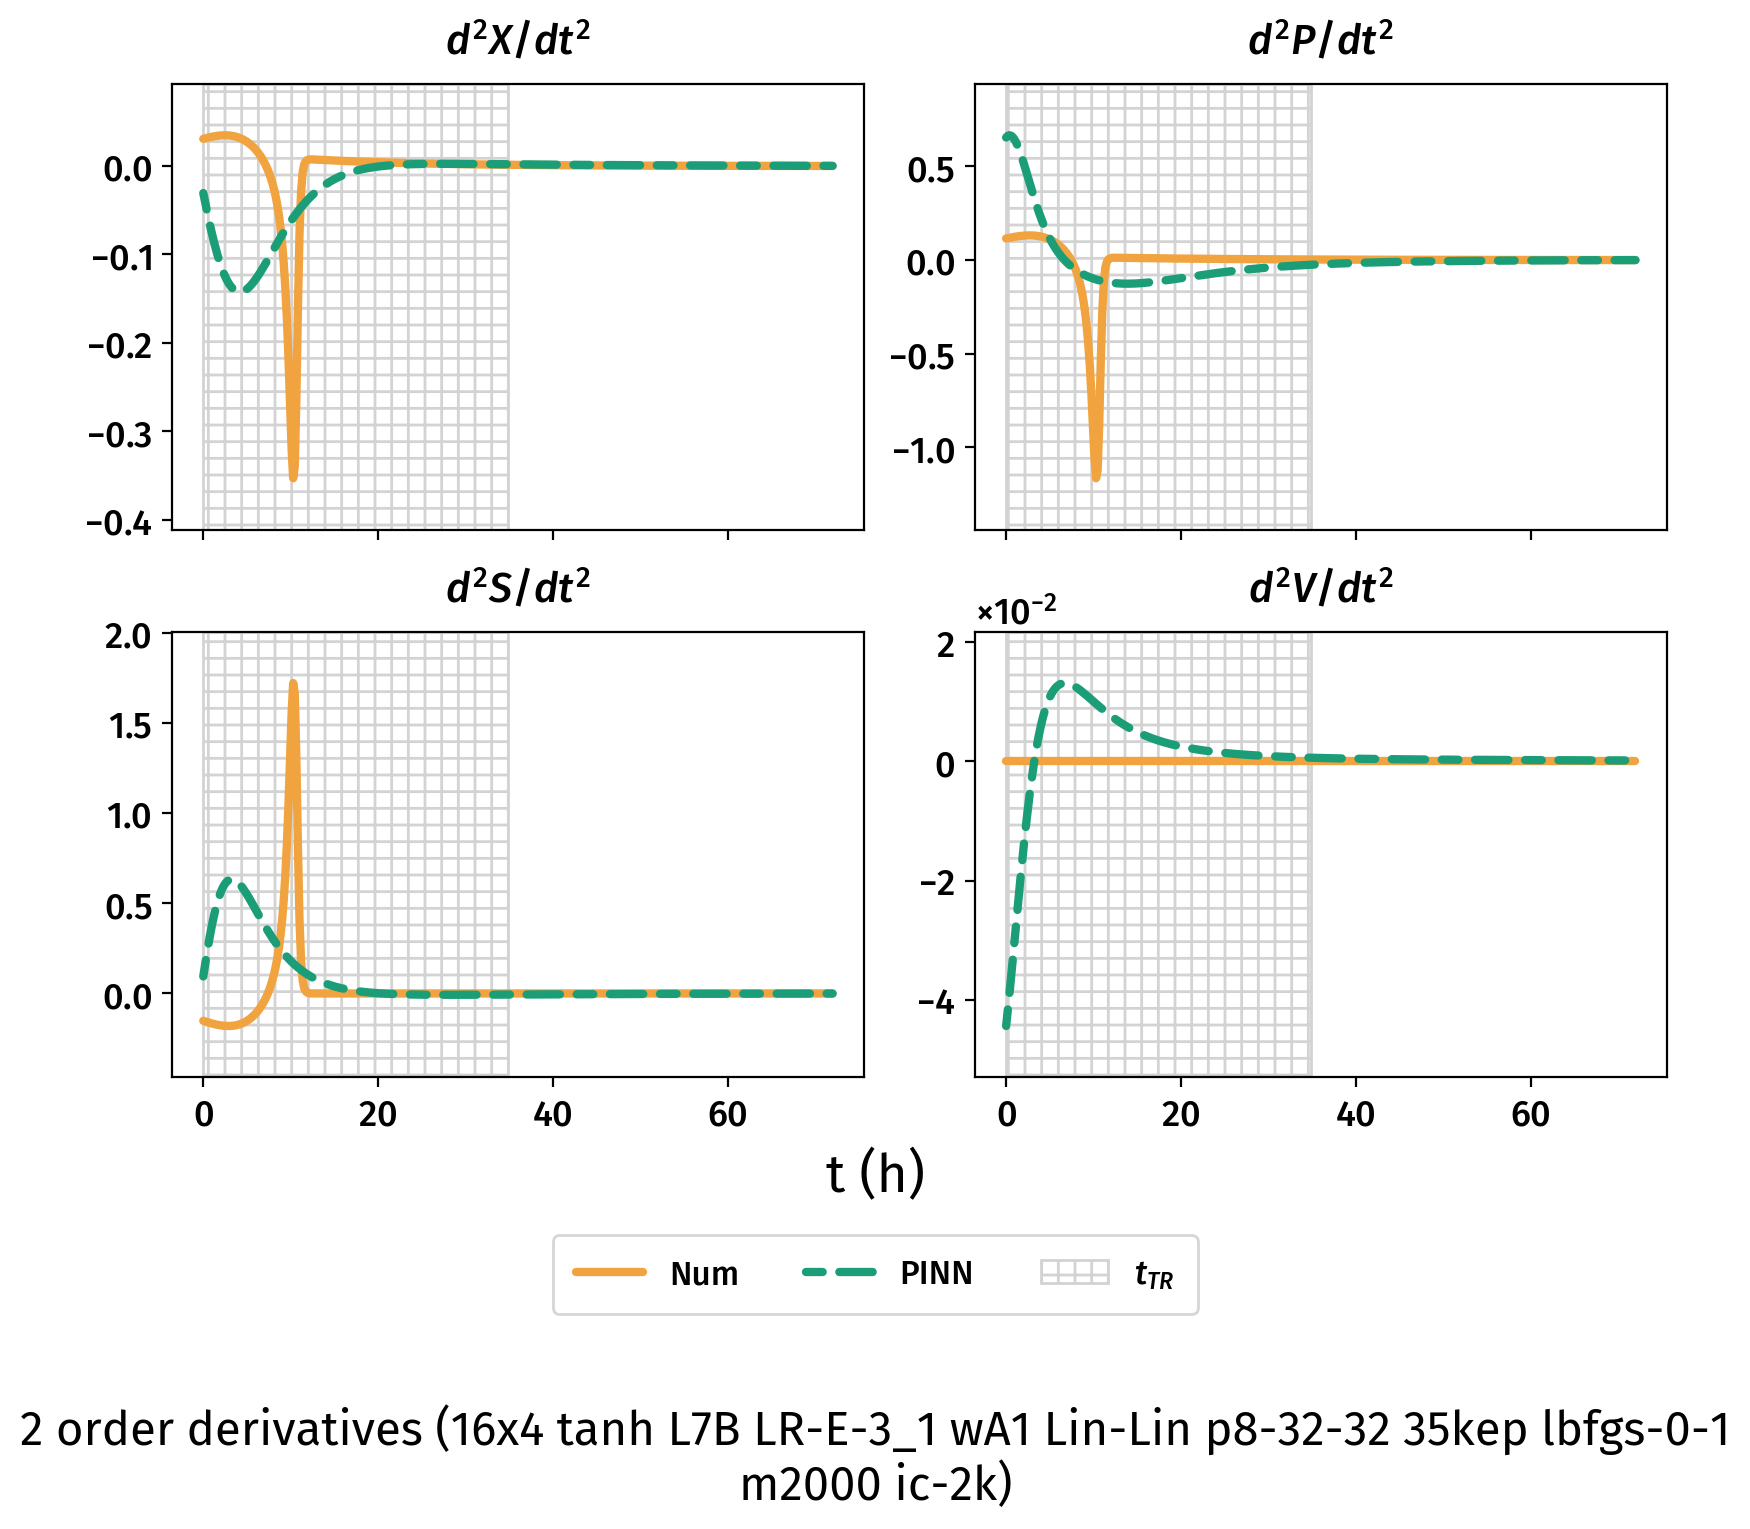 d²X/dt²
d²P/dt²
0.0
−0.1
−0.2
−0.3
−0.4
0.5
0.0
−0.5
−1.0
d²S/dt²
d²V/dt²
×10⁻²
2.0
1.5
1.0
0.5
0.0
2
0
−2
−4
0 20 40 60
0 20 40 60
t (h)
Num PINN t_TR
2 order derivatives (16x4 tanh L7B LR-E-3_1 wA1 Lin-Lin p8-32-32 35kep lbfgs-0-1
m2000 ic-2k)